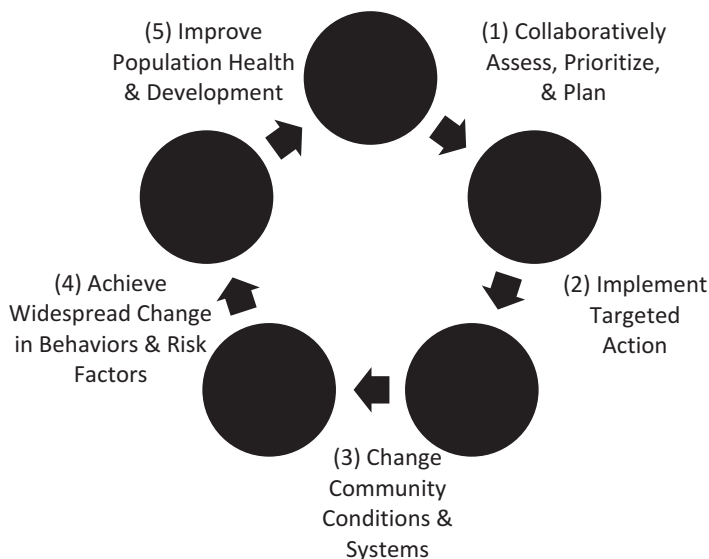 (1) Collaboratively
Assess, Prioritize,
& Plan
(2) Implement
Targeted
Action
(3) Change
Community
Conditions &
Systems
(4) Achieve
Widespread Change
in Behaviors & Risk
Factors
(5) Improve
Population Health
& Development